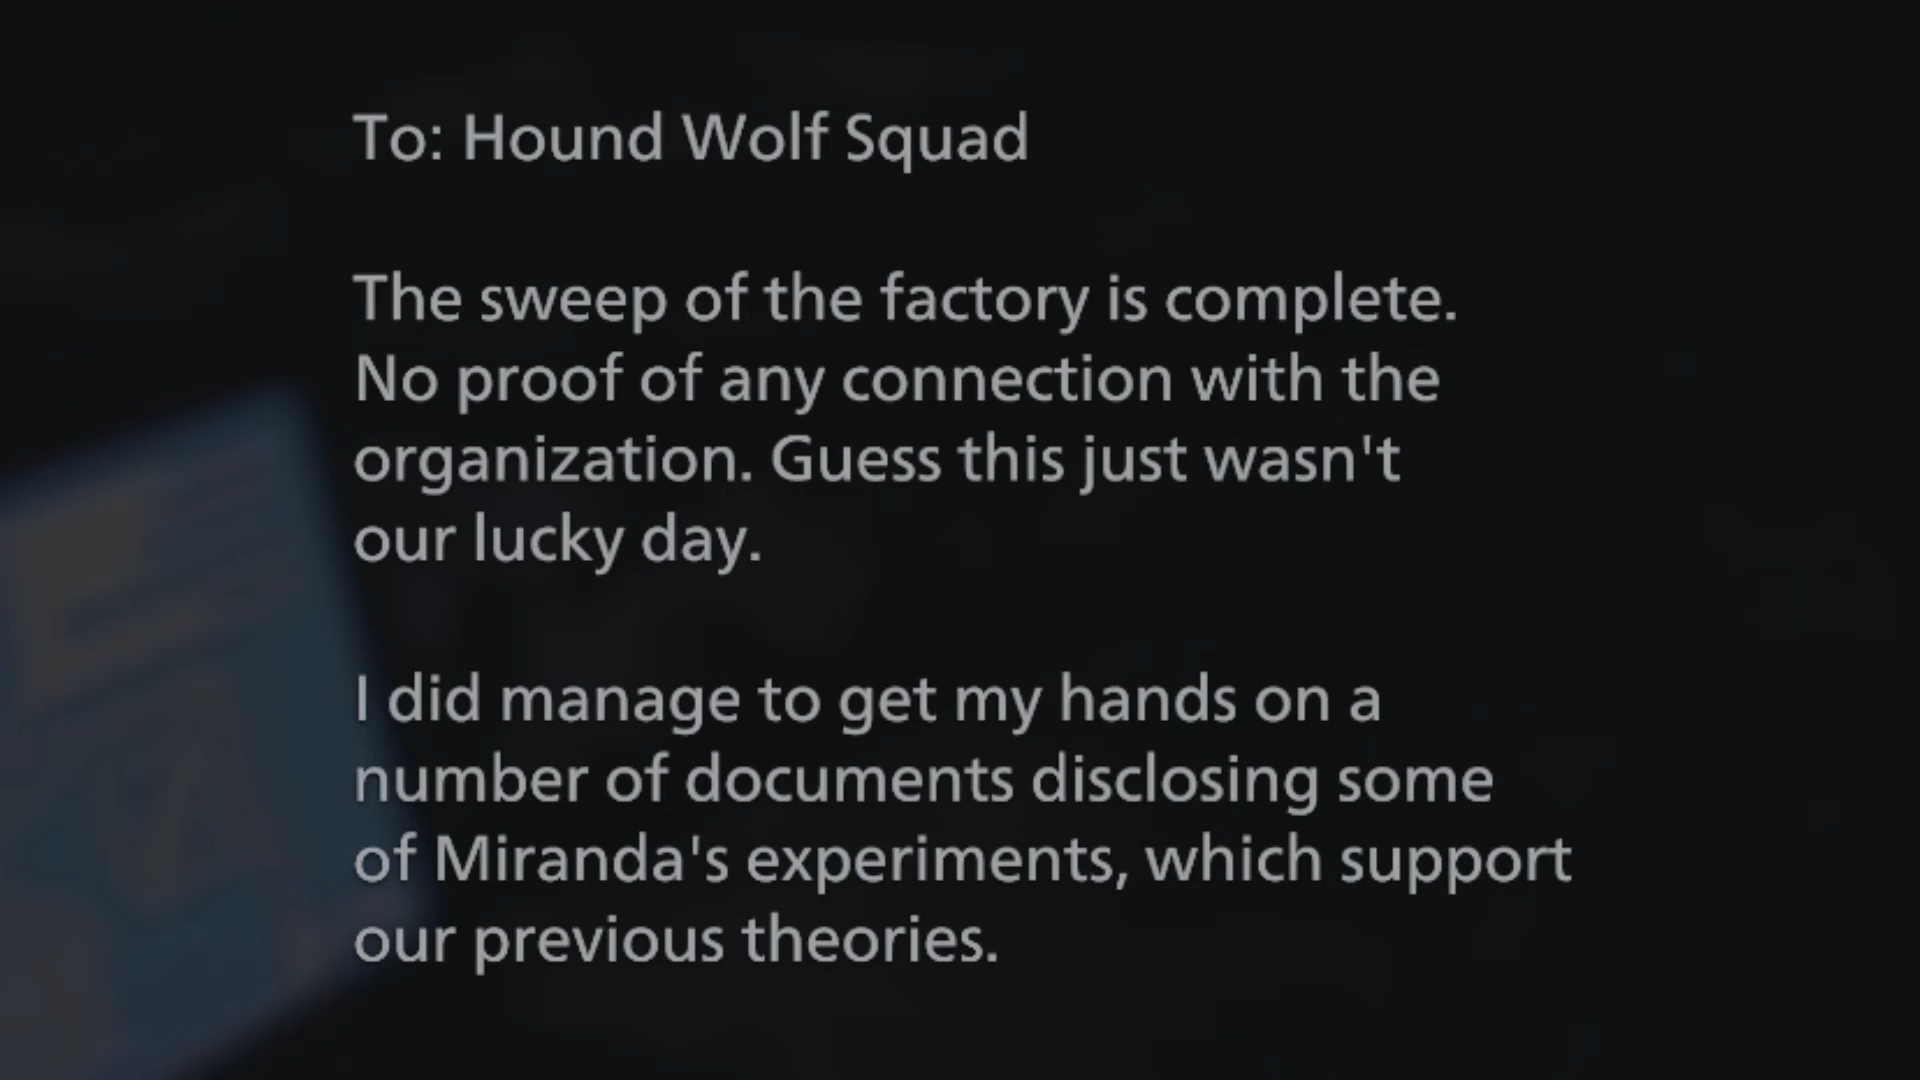 To: Hound Wolf Squad
The sweep of the factory is complete.
No proof of any connection with the
organization. Guess this just wasn't
our lucky day.
I did manage to get my hands on a
number of documents disclosing some
of Miranda's experiments, which support
our previous theories.